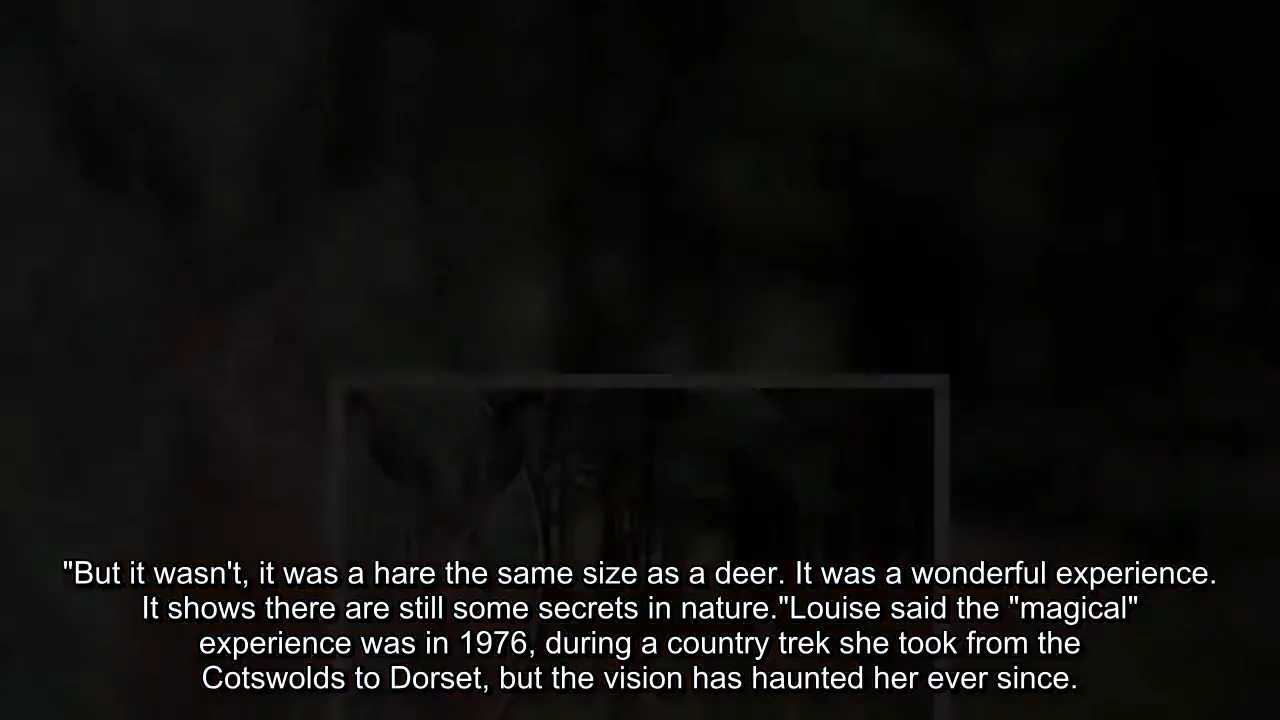 "But it wasn't, it was a hare the same size as a deer. It was a wonderful experience.
It shows there are still some secrets in nature."Louise said the "magical"
experience was in 1976, during a country trek she took from the
Cotswolds to Dorset, but the vision has haunted her ever since.